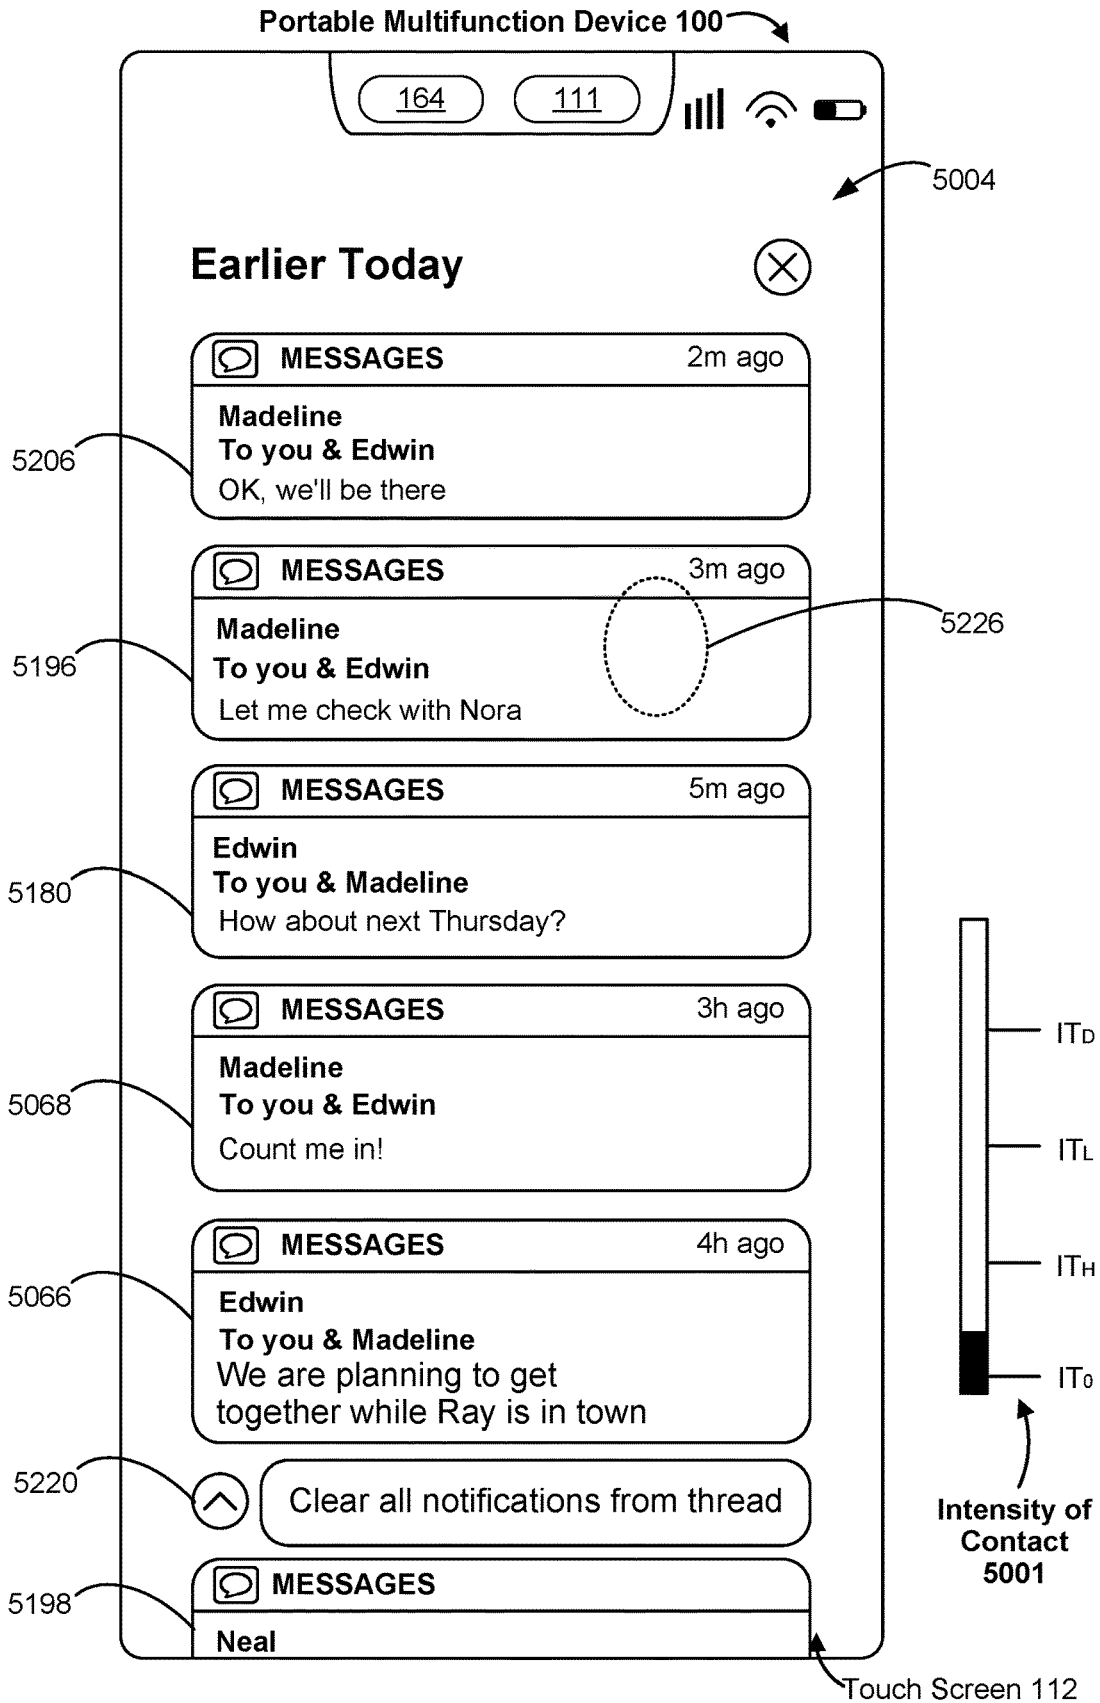 Portable Multifunction Device 100
164
111
5004
Earlier Today
MESSAGES 2m ago
Madeline
To you & Edwin
OK, we'll be there
5206
MESSAGES 3m ago
Madeline
To you & Edwin
Let me check with Nora
5226
5196
MESSAGES 5m ago
Edwin
To you & Madeline
How about next Thursday?
5180
MESSAGES 3h ago
Madeline
To you & Edwin
Count me in!
5068
MESSAGES 4h ago
Edwin
To you & Madeline
We are planning to get
together while Ray is in town
5066
5220
Clear all notifications from thread
MESSAGES
Neal
5198
ITD
ITL
ITH
IT0
Intensity of
Contact
5001
Touch Screen 112